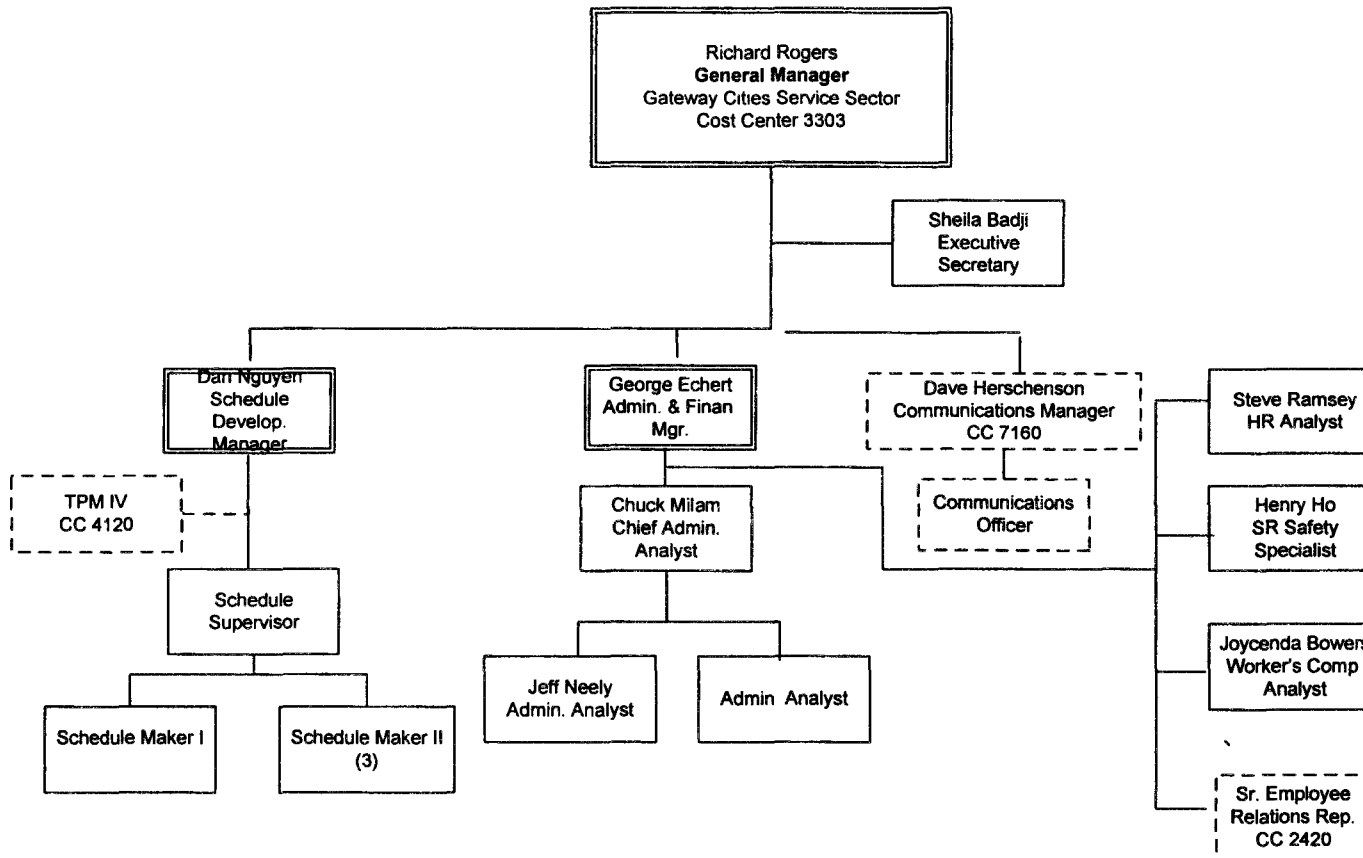 Richard Rogers
General Manager
Gateway Cities Service Sector
Cost Center 3303
Sheila Badji
Executive
Secretary
Dan Nguyen
Schedule
Develop.
Manager
George Echert
Admin. & Finan
Mgr.
Dave Herschenson
Communications Manager
CC 7160
Steve Ramsey
HR Analyst
TPM IV
CC 4120
Chuck Milam
Chief Admin.
Analyst
Communications
Officer
Henry Ho
SR Safety
Specialist
Schedule
Supervisor
Joycenda Bowers
Worker's Comp
Analyst
Jeff Neely
Admin. Analyst
Admin Analyst
Schedule Maker I
Schedule Maker II
(3)
Sr. Employee
Relations Rep.
CC 2420